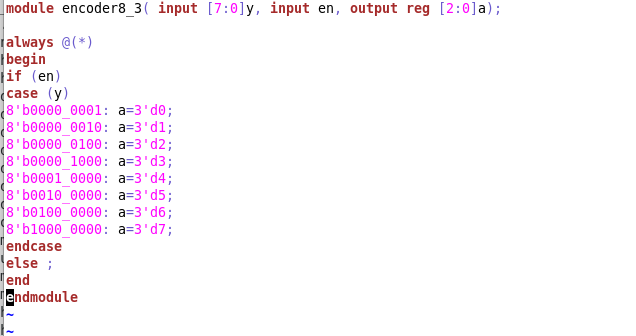 module encoder8_3( input [7:0]y, input en, output reg [2:0]a);
always @(*)
begin
if (en)
case (y)
8'b0000_0001: a=3'd0;
8'b0000_0010: a=3'd1;
8'b0000_0100: a=3'd2;
8'b0000_1000: a=3'd3;
8'b0001_0000: a=3'd4;
8'b0010_0000: a=3'd5;
8'b0100_0000: a=3'd6;
8'b1000_0000: a=3'd7;
endcase
else ;
end
endmodule
~
~